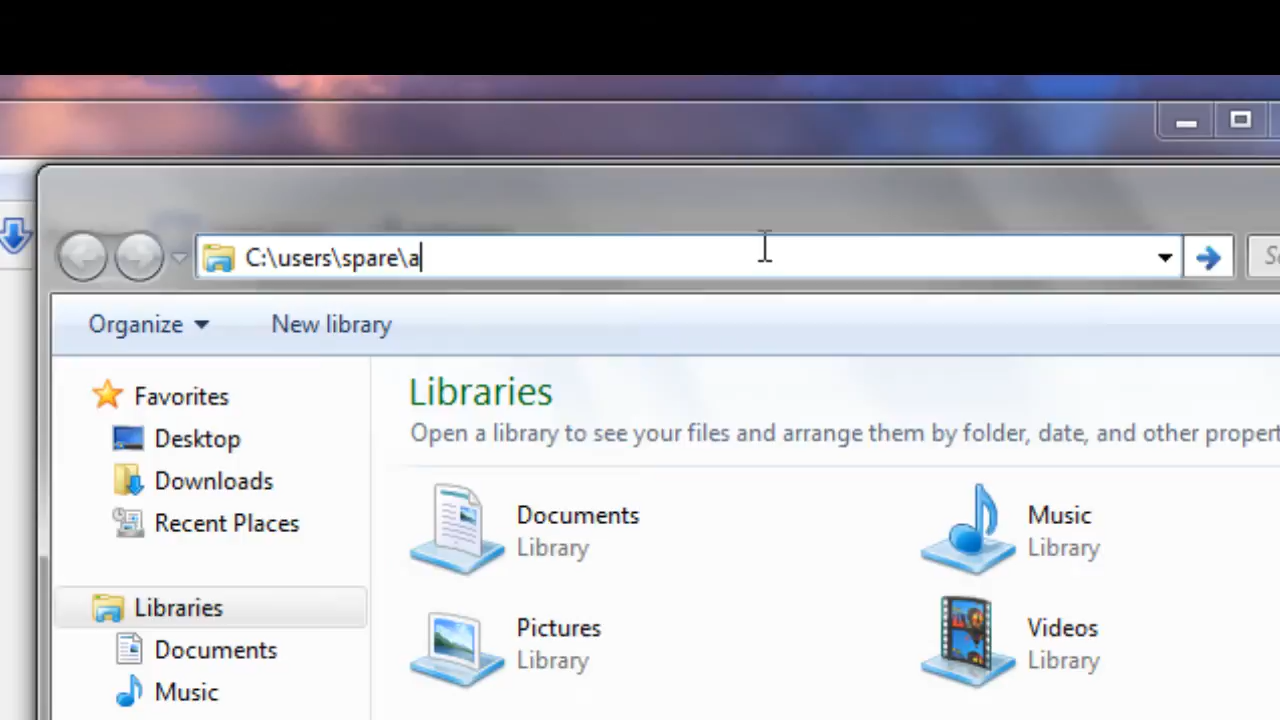 C:\users\spare\a
Organize
New library
Favorites
Desktop
Downloads
Recent Places
Libraries
Documents
Music
Libraries
Open a library to see your files and arrange them by folder, date, and other
Documents
Library
Music
Library
Pictures
Library
Videos
Library